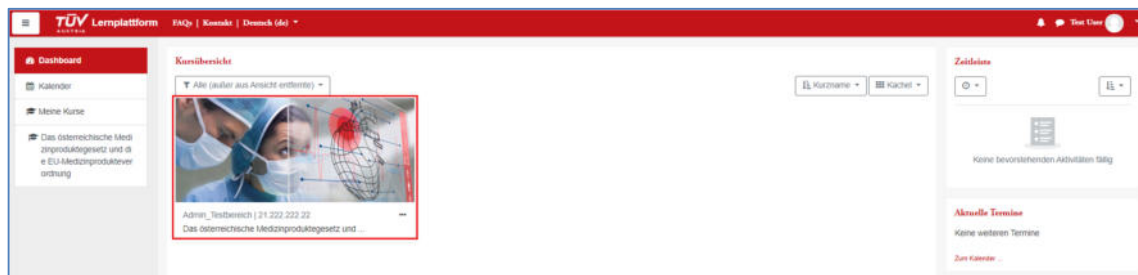 TÜV AUSTRIA Lernplattform FAQs | Kontakt | Deutsch (de)
Test User
Dashboard
Kalender
Meine Kurse
Das österreichische Medi
zinproduktegesetz und di
e EU-Medizinproduktever
ordnung
Kursübersicht
Alle (außer aus Ansicht entfernte)
Kurzname
Kachel
Admin_Testbereich | 21.222.222.22
Das österreichische Medizinproduktegesetz und ...
Zeitleiste
Keine bevorstehenden Aktivitäten fällig
Aktuelle Termine
Keine weiteren Termine
Zum Kalender ...